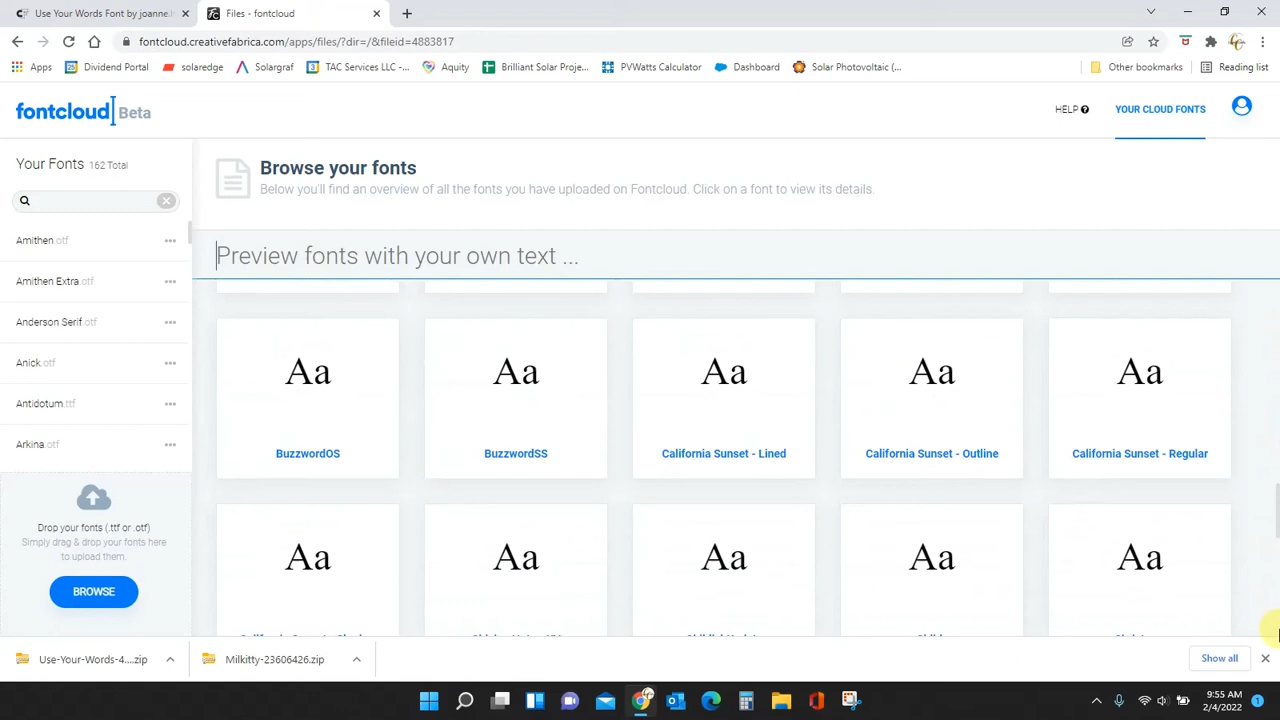 Use Your Words Font by joanne.l
Files - fontcloud
fontcloud.creativefabrica.com/apps/files/?dir=/&fileid=4883817
Apps
Dividend Portal
solaredge
Solargraf
TAC Services LLC -...
Aquity
Brilliant Solar Proje...
PVWatts Calculator
Dashboard
Solar Photovoltaic (...
Other bookmarks
Reading list
fontcloud Beta
HELP
YOUR CLOUD FONTS
Your Fonts 162 Total
Browse your fonts
Below you'll find an overview of all the fonts you have uploaded on Fontcloud. Click on a font to view its details.
Preview fonts with your own text ...
Amithen.otf
Amithen Extra.otf
Anderson Serif.otf
Anick.otf
Antidotum.ttf
Arkina.otf
Drop your fonts (.ttf or .otf)
Simply drag & drop your fonts here
to upload them.
BROWSE
Aa
Aa
Aa
Aa
Aa
BuzzwordOS
BuzzwordSS
California Sunset - Lined
California Sunset - Outline
California Sunset - Regular
Aa
Aa
Aa
Aa
Aa
Use-Your-Words-4....zip
Milkitty-23606426.zip
Show all
9:55 AM
2/4/2022